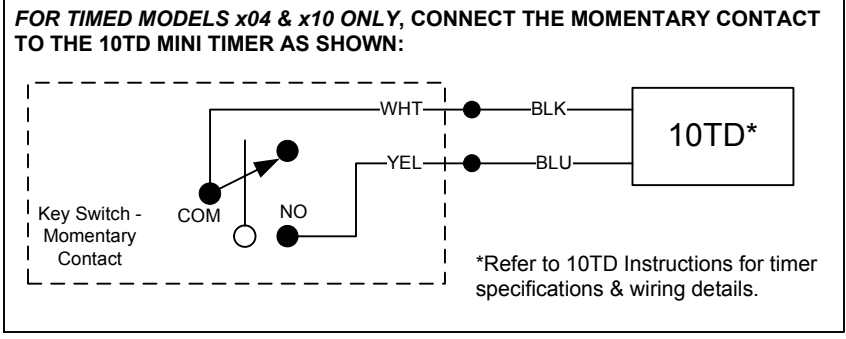 FOR TIMED MODELS x04 & x10 ONLY, CONNECT THE MOMENTARY CONTACT
TO THE 10TD MINI TIMER AS SHOWN:
WHT
BLK
10TD*
YEL
BLU
COM
NO
Key Switch -
Momentary
Contact
*Refer to 10TD Instructions for timer
specifications & wiring details.